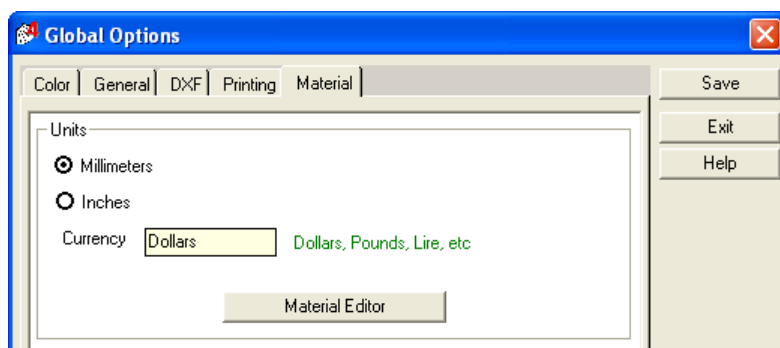 Global Options
Color General DXF Printing Material
Save
Units
Exit
Millimeters
Help
Inches
Currency Dollars Dollars, Pounds, Lire, etc
Material Editor